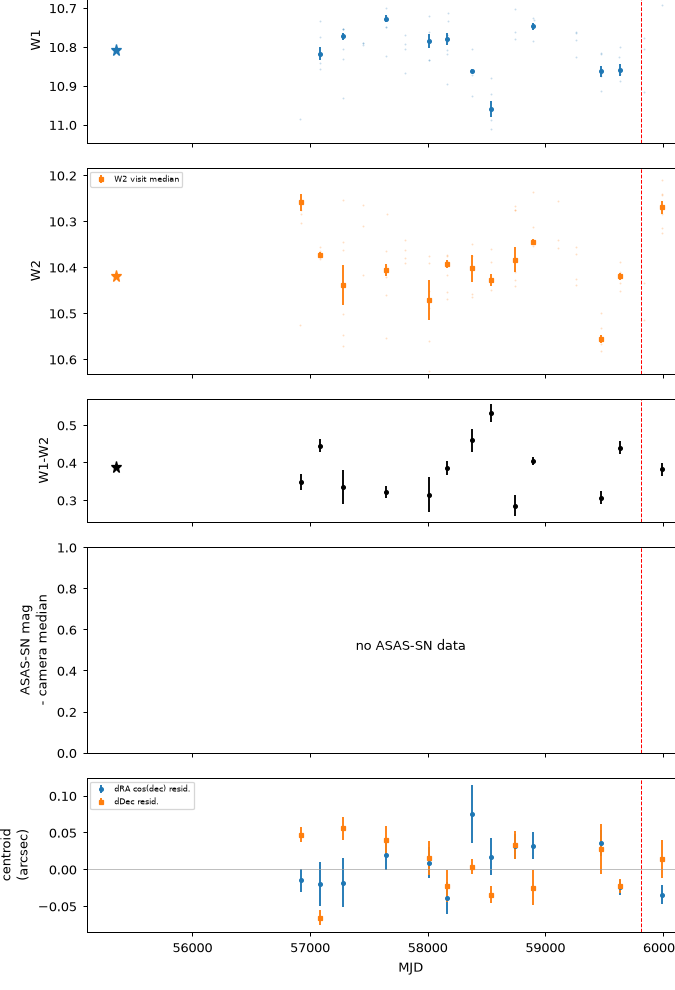 10.7
10.8
10.9
11.0
W1
W2 visit median
10.2
10.3
10.4
10.5
10.6
W2
0.5
0.4
0.3
W1-W2
1.0
0.8
0.6
0.4
0.2
0.0
ASAS-SN mag
- camera median
no ASAS-SN data
dRA cos(dec) resid.
dDec resid.
0.10
0.05
0.00
−0.05
centroid
(arcsec)
56000
57000
58000
59000
6000
MJD